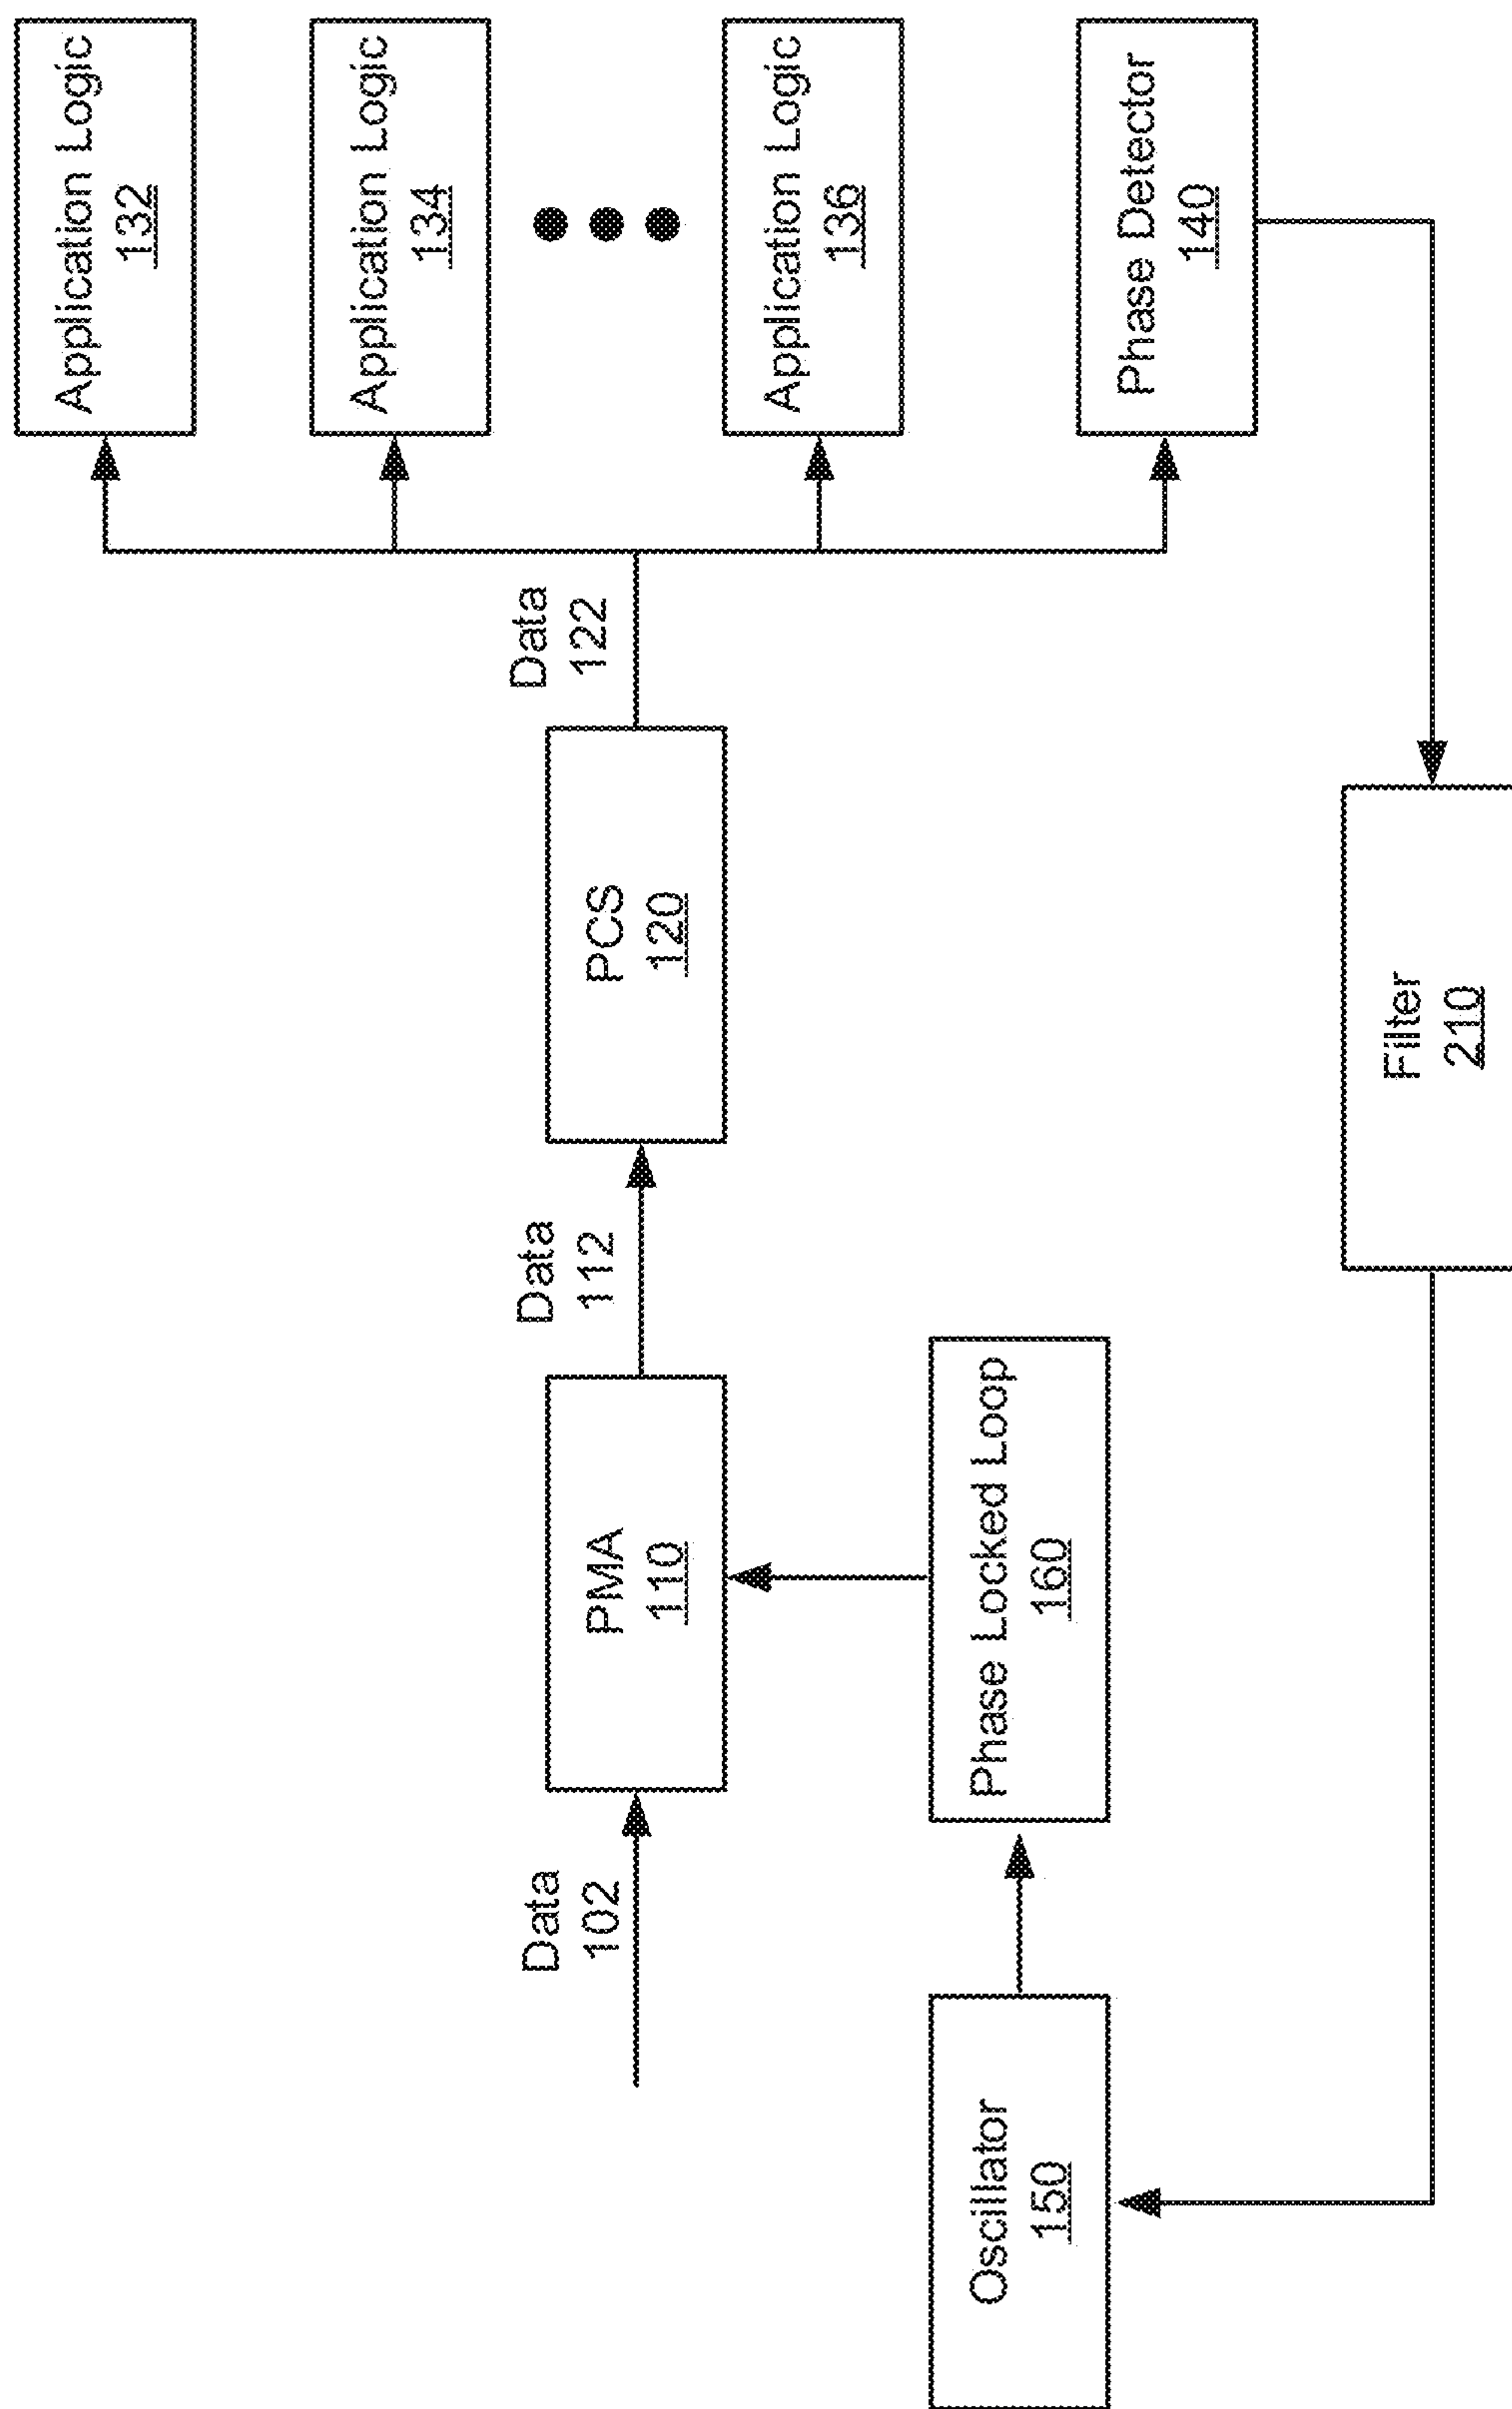 Application Logic
132
Application Logic
134
Application Logic
136
Phase Detector
140
Data
122
PCS
120
Data
112
PMA
110
Data
102
Phase Locked Loop
160
Oscillator
150
Filter
210